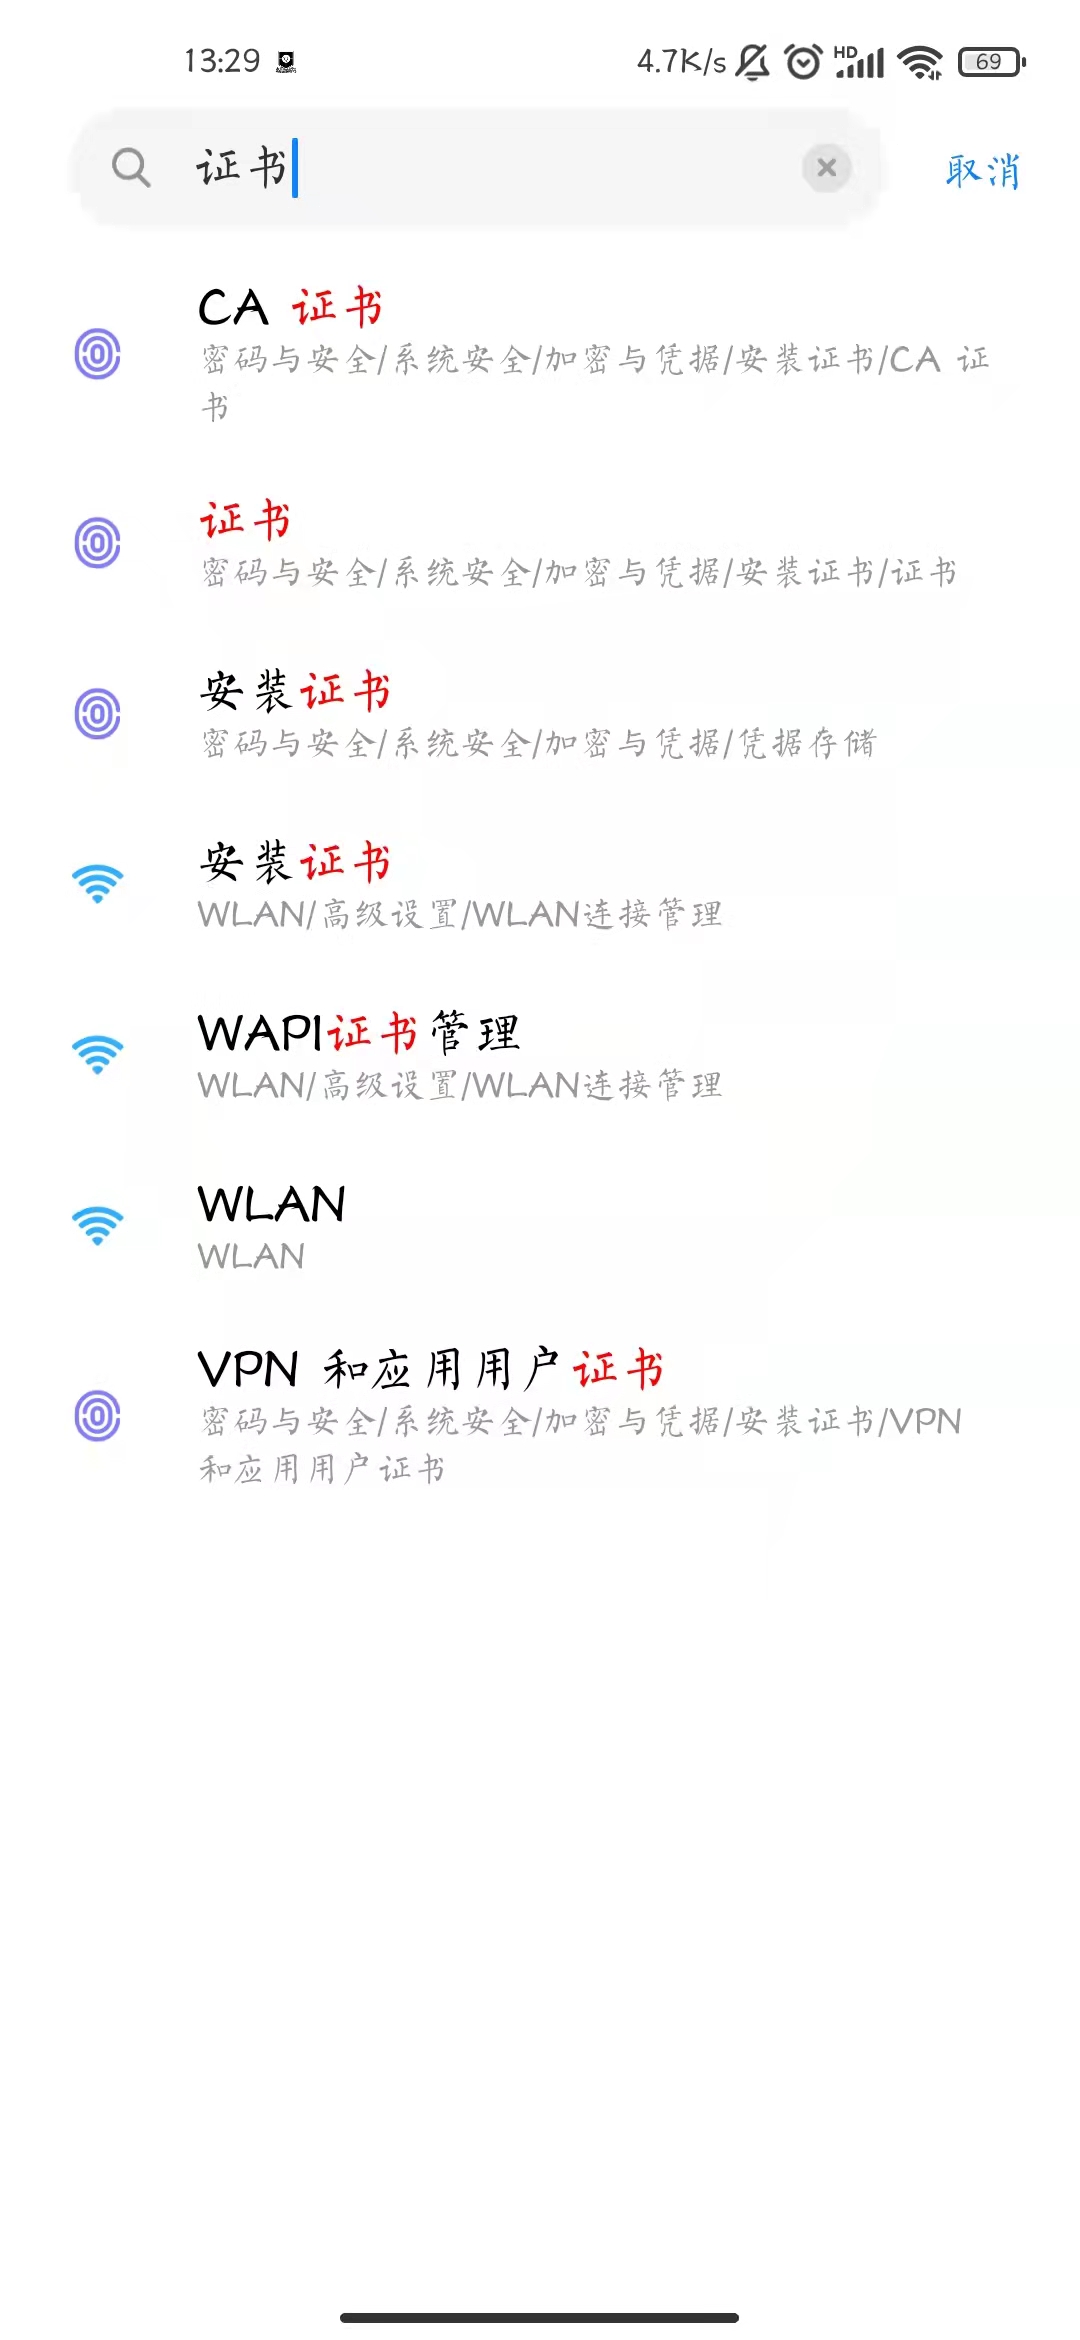 13:29
4.7K/s HD 69
证书 取消
CA 证书
密码与安全/系统安全/加密与凭据/安装证书/CA 证
书
证书
密码与安全/系统安全/加密与凭据/安装证书/证书
安装证书
密码与安全/系统安全/加密与凭据/凭据存储
安装证书
WLAN/高级设置/WLAN连接管理
WAPI证书管理
WLAN/高级设置/WLAN连接管理
WLAN
WLAN
VPN 和应用用户证书
密码与安全/系统安全/加密与凭据/安装证书/VPN
和应用用户证书